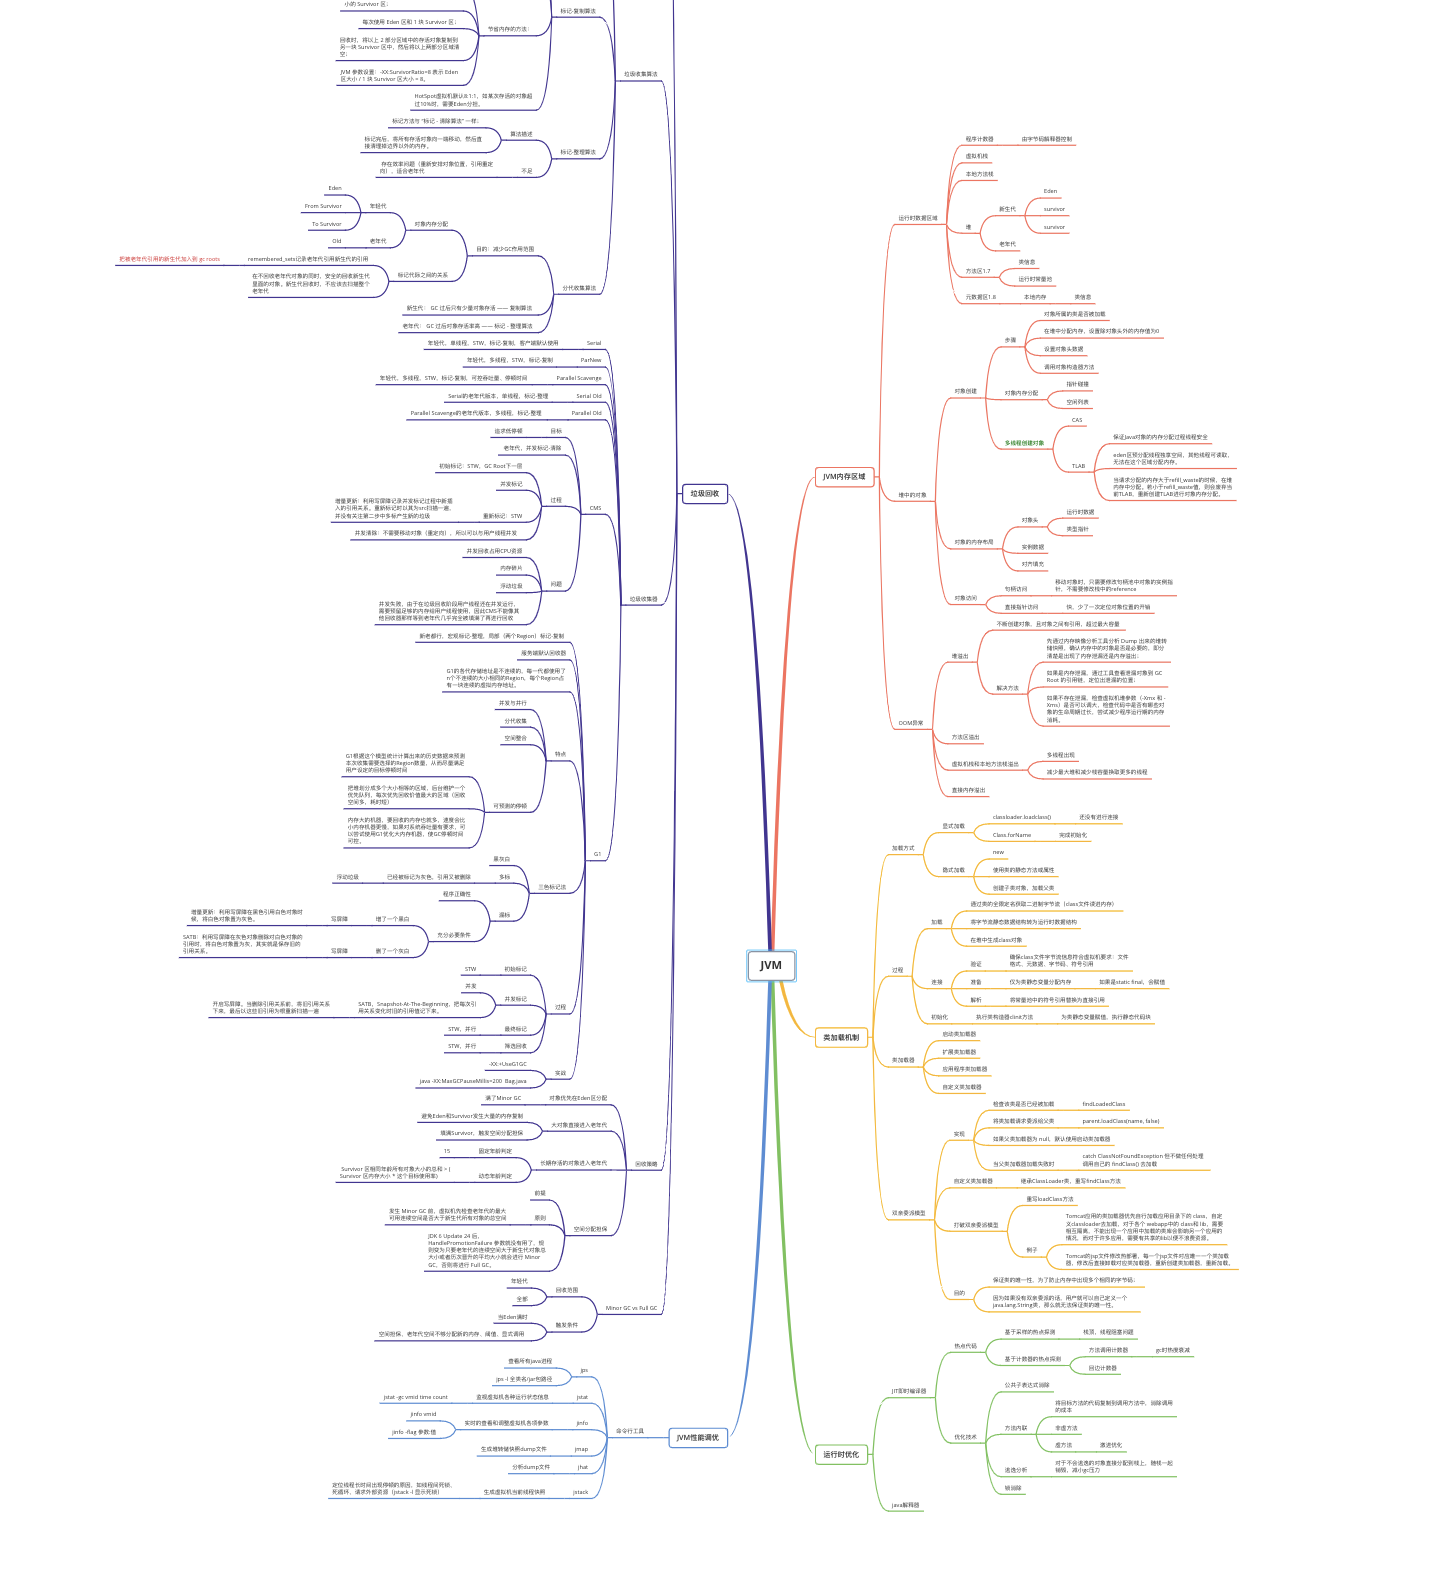 小的 Survivor 区；
每次使用 Eden 区和 1 块 Survivor 区；
回收时，将以上 2 部分区域中的存活对象复制到
另一块 Survivor 区中，然后将以上两部分区域清
空；
JVM 参数设置：-XX:SurvivorRatio=8 表示 Eden
区大小 / 1 块 Survivor 区大小 = 8。
节省内存的方法：
标记-复制算法
HotSpot虚拟机默认8:1:1，如某次存活的对象超
过10%时，需要Eden分担。
垃圾收集算法
标记方法与 "标记 - 清除算法" 一样；
标记完后，将所有存活对象向一端移动，然后直
接清理掉边界以外的内存。
算法描述
标记-整理算法
存在效率问题（重新安排对象位置，引用重定
向），适合老年代
不足
Eden
From Survivor
To Survivor
年轻代
Old
老年代
对象内存分配
目的：减少GC作用范围
把被老年代引用的新生代加入到 gc roots
remembered_sets记录老年代引用新生代的引用
在不回收老年代对象的同时，安全的回收新生代
里面的对象。新生代回收时，不应该去扫描整个
老年代
标记代际之间的关系
分代收集算法
新生代： GC 过后只有少量对象存活 —— 复制算法
老年代： GC 过后对象存活率高 —— 标记 - 整理算法
年轻代，单线程，STW，标记-复制，客户端默认使用
Serial
年轻代，多线程，STW，标记-复制
ParNew
年轻代，多线程，STW，标记-复制，可控吞吐量、停顿时间
Parallel Scavenge
Serial的老年代版本，单线程，标记-整理
Serial Old
Parallel Scavenge的老年代版本，多线程，标记-整理
Parallel Old
追求低停顿
目标
老年代，并发标记-清除
初始标记：STW，GC Root下一层
并发标记
过程
增量更新：利用写屏障记录并发标记过程中新插
入的引用关系，重新标记时以其为src扫描一遍，
并没有关注第二步中多标产生新的垃圾
重新标记：STW
并发清除：不需要移动对象（重定向），所以可以与用户线程并发
CMS
并发回收占用CPU资源
内存碎片
浮动垃圾
问题
并发失败，由于在垃圾回收阶段用户线程还在并发运行，
需要预留足够的内存给用户线程使用，因此CMS不能像其
他回收器那样等到老年代几乎完全被填满了再进行回收
垃圾收集器
垃圾回收
新老都行，宏观标记-整理，局部（两个Region）标记-复制
服务端默认回收器
G1的各代存储地址是不连续的，每一代都使用了
n个不连续的大小相同的Region，每个Region占
有一块连续的虚拟内存地址。
并发与并行
分代收集
空间整合
特点
G1根据这个模型统计计算出来的历史数据来预测
本次收集需要选择的Region数量，从而尽量满足
用户设定的目标停顿时间
把堆划分成多个大小相等的区域，后台维护一个
优先队列，每次优先回收价值最大的区域（回收
空间多，耗时短）
可预测的停顿
内存大的机器，要回收的内存也就多，速度会比
小内存机器更慢，如果对系统吞吐量有要求，可
以尝试使用G1优化大内存机器，使GC停顿时间
可控。
G1
黑灰白
三色标记法
浮动垃圾
已经被标记为灰色，引用又被删除
多标
程序正确性
漏标
增量更新：利用写屏障在黑色引用白色对象时
候，将白色对象置为灰色。
写屏障
增了一个黑白
充分必要条件
SATB：利用写屏障在灰色对象删除对白色对象的
引用时，将白色对象置为灰，其实就是保存旧的
引用关系。
写屏障
删了一个灰白
STW
初始标记
并发
并发标记
开启写屏障，当删除引用关系前，将旧引用关系
下来，最后以这些旧引用为根重新扫描一遍
SATB，Snapshot-At-The-Beginning，把每次引
用关系变化时旧的引用值记下来。
过程
STW，并行
最终标记
STW，并行
筛选回收
-XX:+UseG1GC
实战
java -XX:MaxGCPauseMillis=200 Bag.java
满了Minor GC
对象优先在Eden区分配
避免Eden和Survivor发生大量的内存复制
大对象直接进入老年代
填满Survivor，触发空间分配担保
15
固定年龄判定
长期存活的对象进入老年代
Survivor 区相同年龄所有对象大小的总和 > (
Survivor 区内存大小 * 这个目标使用率)
动态年龄判定
回收策略
前提
发生 Minor GC 前，虚拟机先检查老年代的最大
可用连续空间是否大于新生代所有对象的总空间
原则
空间分配担保
JDK 6 Update 24 后，
HandlePromotionFailure 参数就没有用了，规
则变为只要老年代的连续空间大于新生代对象总
大小或者历次晋升的平均大小就会进行 Minor
GC，否则将进行 Full GC。
年轻代
回收范围
全部
Minor GC vs Full GC
当Eden满时
触发条件
空间担保、老年代空间不够分配新的内存、阈值、显式调用
查看所有java进程
jps
jps -l 全类名/jar包路径
jstat -gc vmid time count
监视虚拟机各种运行状态信息
jstat
jinfo vmid
实时的查看和调整虚拟机各项参数
jinfo
jinfo -flag 参数:值
命令行工具
JVM性能调优
生成堆转储快照dump文件
jmap
分析dump文件
jhat
定位线程长时间出现停顿的原因，如线程间死锁、
死循环、请求外部资源（jstack -l 显示死锁）
生成虚拟机当前线程快照
jstack
JVM
程序计数器
由字节码解释器控制
虚拟机栈
本地方法栈
运行时数据区域
堆
新生代
Eden
survivor
survivor
老年代
方法区1.7
类信息
运行时常量池
元数据区1.8
本地内存
类信息
对象所属的类是否被加载
步骤
在堆中分配内存，设置除对象头外的内存值为0
设置对象头数据
调用对象构造器方法
对象创建
对象内存分配
指针碰撞
空闲列表
多线程创建对象
CAS
TLAB
保证Java对象的内存分配过程线程安全
eden区预分配线程独享空间，其他线程可读取，
无法在这个区域分配内存。
当请求分配的内存大于refill_waste的时候，在堆
内存中分配。若小于refill_waste值，则会废弃当
前TLAB，重新创建TLAB进行对象内存分配。
JVM内存区域
堆中的对象
对象的内存布局
对象头
运行时数据
类型指针
实例数据
对齐填充
对象访问
句柄访问
移动对象时，只需要修改句柄池中对象的实例指
针，不需要修改栈中的reference
直接指针访问
快，少了一次定位对象位置的开销
不断创建对象，且对象之间有引用，超过最大容量
堆溢出
解决方法
先通过内存映像分析工具分析 Dump 出来的堆转
储快照，确认内存中的对象是否是必要的，即分
清楚是出现了内存泄漏还是内存溢出；
如果是内存泄漏，通过工具查看泄漏对象到 GC
Root 的引用链，定位出泄漏的位置；
如果不存在泄漏，检查虚拟机堆参数（-Xmx 和 -
Xms）是否可以调大，检查代码中是否有哪些对
象的生命周期过长，尝试减少程序运行期的内存
消耗。
OOM异常
方法区溢出
虚拟机栈和本地方法栈溢出
多线程出现
减少最大堆和减少栈容量换取更多的线程
直接内存溢出
加载方式
显式加载
classloader.loadclass()
还没有进行连接
Class.forName
完成初始化
隐式加载
new
使用类的静态方法或属性
创建子类对象，加载父类
过程
加载
通过类的全限定名获取二进制字节流（class文件读进内存）
将字节流静态数据结构转为运行时数据结构
在堆中生成class对象
连接
验证
确保class文件字节流信息符合虚拟机要求：文件
格式、元数据、字节码、符号引用
准备
仅为类静态变量分配内存
如果是static final，会赋值
解析
将常量池中的符号引用替换为直接引用
初始化
执行类构造器clinit方法
为类静态变量赋值，执行静态代码块
类加载机制
类加载器
启动类加载器
扩展类加载器
应用程序类加载器
自定义类加载器
双亲委派模型
实现
检查该类是否已经被加载
findLoadedClass
将类加载请求委派给父类
parent.loadClass(name, false)
如果父类加载器为 null，默认使用启动类加载器
当父类加载器加载失败时
catch ClassNotFoundException 但不做任何处理
调用自己的 findClass() 去加载
自定义类加载器
继承ClassLoader类，重写findClass方法
打破双亲委派模型
重写loadClass方法
例子
Tomcat应用的类加载器优先自行加载应用目录下的 class，自定
义classloader去加载，对于各个 webapp中的 class和 lib，需要
相互隔离，不能出现一个应用中加载的类库会影响另一个应用的
情况，而对于许多应用，需要有共享的lib以便不浪费资源。
Tomcat的jsp文件修改热部署，每一个jsp文件对应唯一一个类加载
器，修改后直接卸载对应类加载器，重新创建类加载器，重新加载。
目的
保证类的唯一性，为了防止内存中出现多个相同的字节码；
因为如果没有双亲委派的话，用户就可以自己定义一个
java.lang.String类，那么就无法保证类的唯一性。
JIT即时编译器
热点代码
基于采样的热点探测
栈顶，线程阻塞问题
基于计数器的热点探测
方法调用计数器
gc时热度衰减
回边计数器
优化技术
公共子表达式消除
方法内联
将目标方法的代码复制到调用方法中，消除调用
的成本
非虚方法
虚方法
激进优化
逃逸分析
对于不会逃逸的对象直接分配到栈上，随栈一起
销毁，减小gc压力
锁消除
运行时优化
java解释器